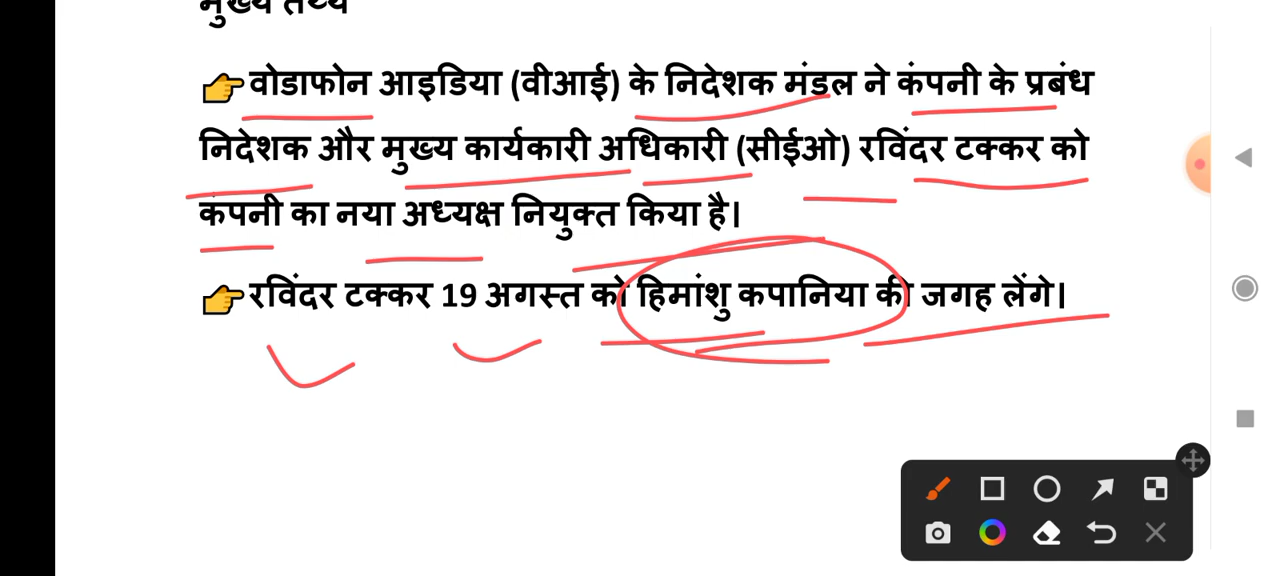 मुख्य तथ्य
👉वोडाफोन आइडिया (वीआई) के निदेशक मंडल ने कंपनी के प्रबंध
निदेशक और मुख्य कार्यकारी अधिकारी (सीईओ) रविंदर टक्कर को
कंपनी का नया अध्यक्ष नियुक्त किया है।
👉रविंदर टक्कर 19 अगस्त को हिमांशु कपानिया की जगह लेंगे।